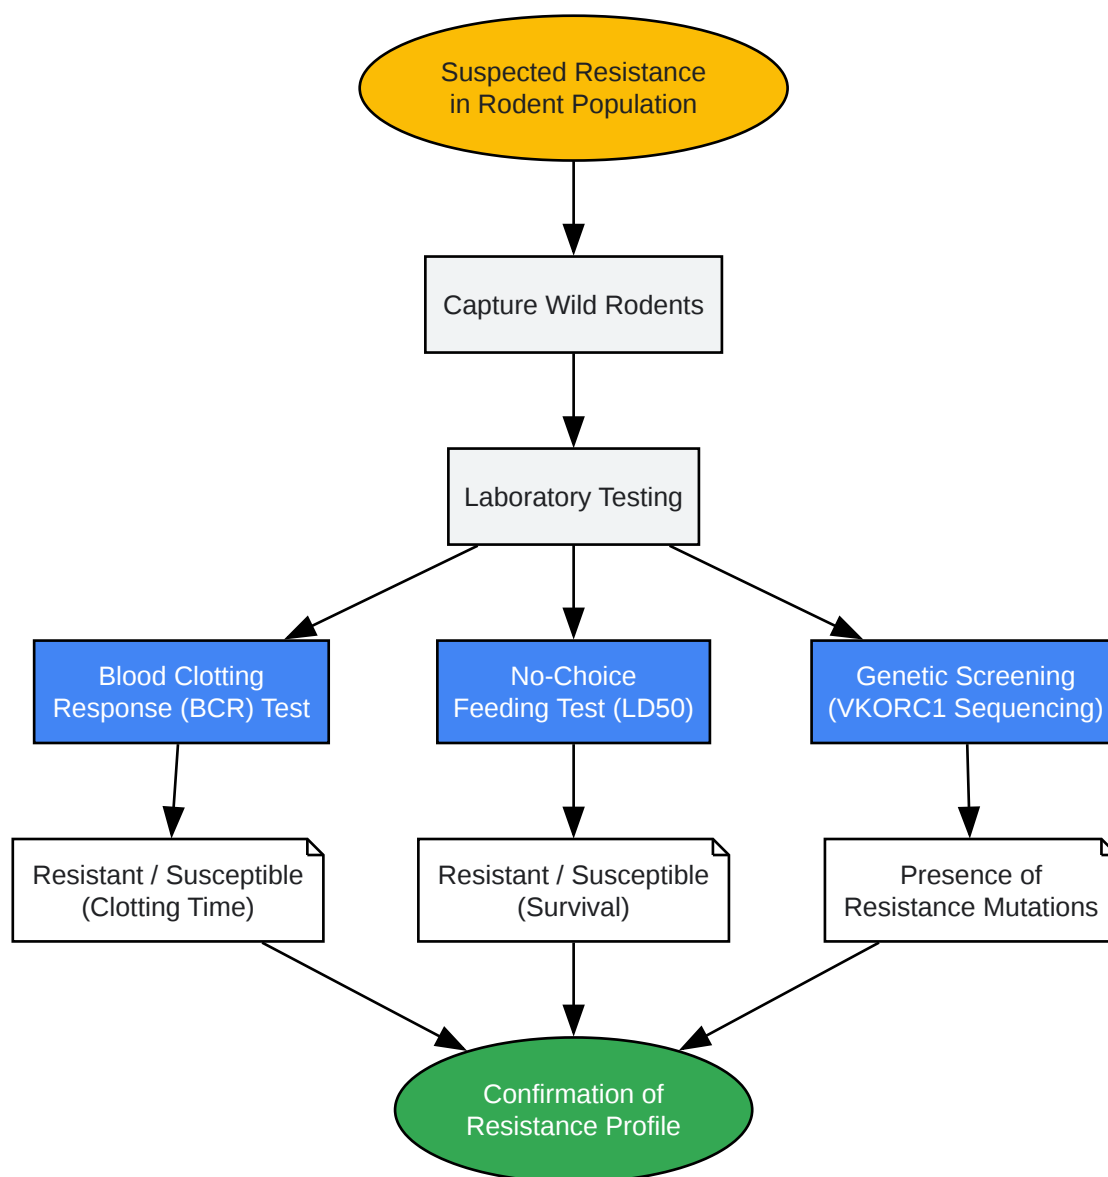 Suspected Resistance
in Rodent Population
Capture Wild Rodents
Laboratory Testing
Blood Clotting
Response (BCR) Test
No-Choice
Feeding Test (LD50)
Genetic Screening
(VKORC1 Sequencing)
Resistant / Susceptible
(Clotting Time)
Resistant / Susceptible
(Survival)
Presence of
Resistance Mutations
Confirmation of
Resistance Profile